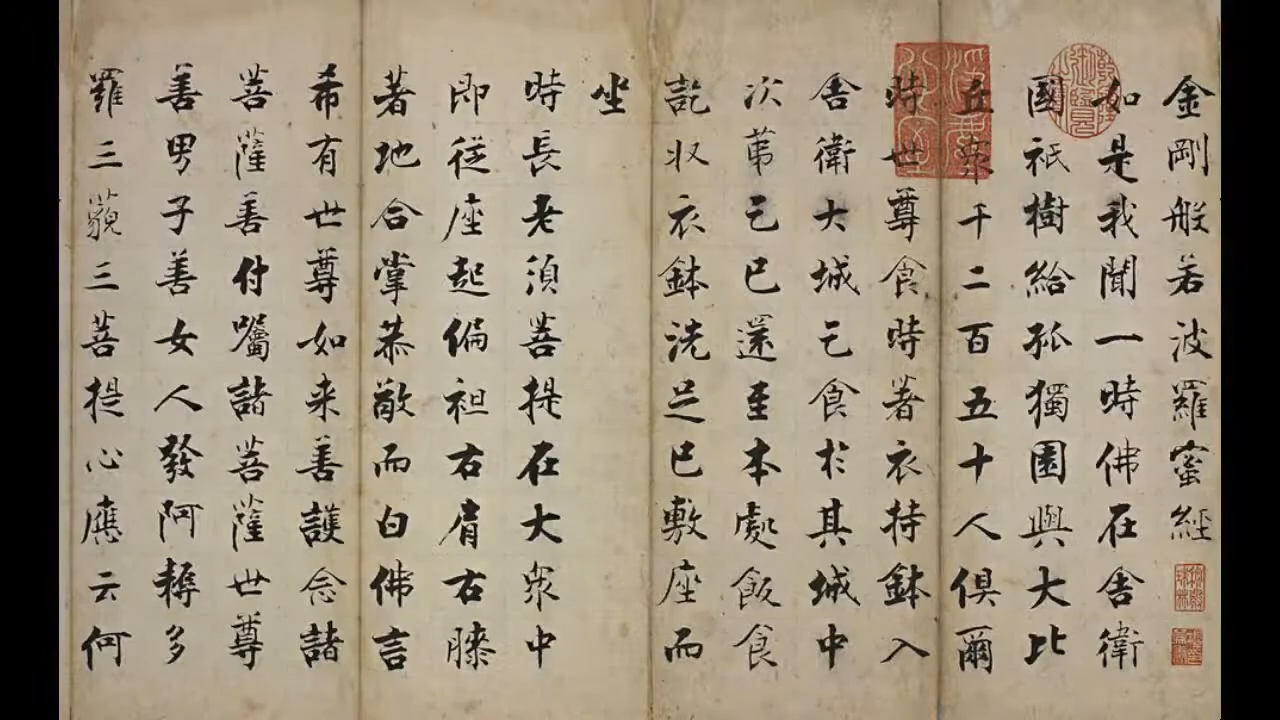 金剛般若波羅蜜經
如是我聞一時佛在舍衛
國祇樹給孤獨園與大比
丘衆千二百五十人俱爾
時世尊食時著衣持鉢入
舍衛大城乞食於其城中
次第乞已還至本處飯食
訖收衣鉢洗足已敷座而
坐
時長老須菩提在大衆中
即從座起偏袒右肩右膝
著地合掌恭敬而白佛言
希有世尊如来善護念諸
菩薩善付囑諸菩薩世尊
善男子善女人發阿耨多
羅三藐三菩提心應云何